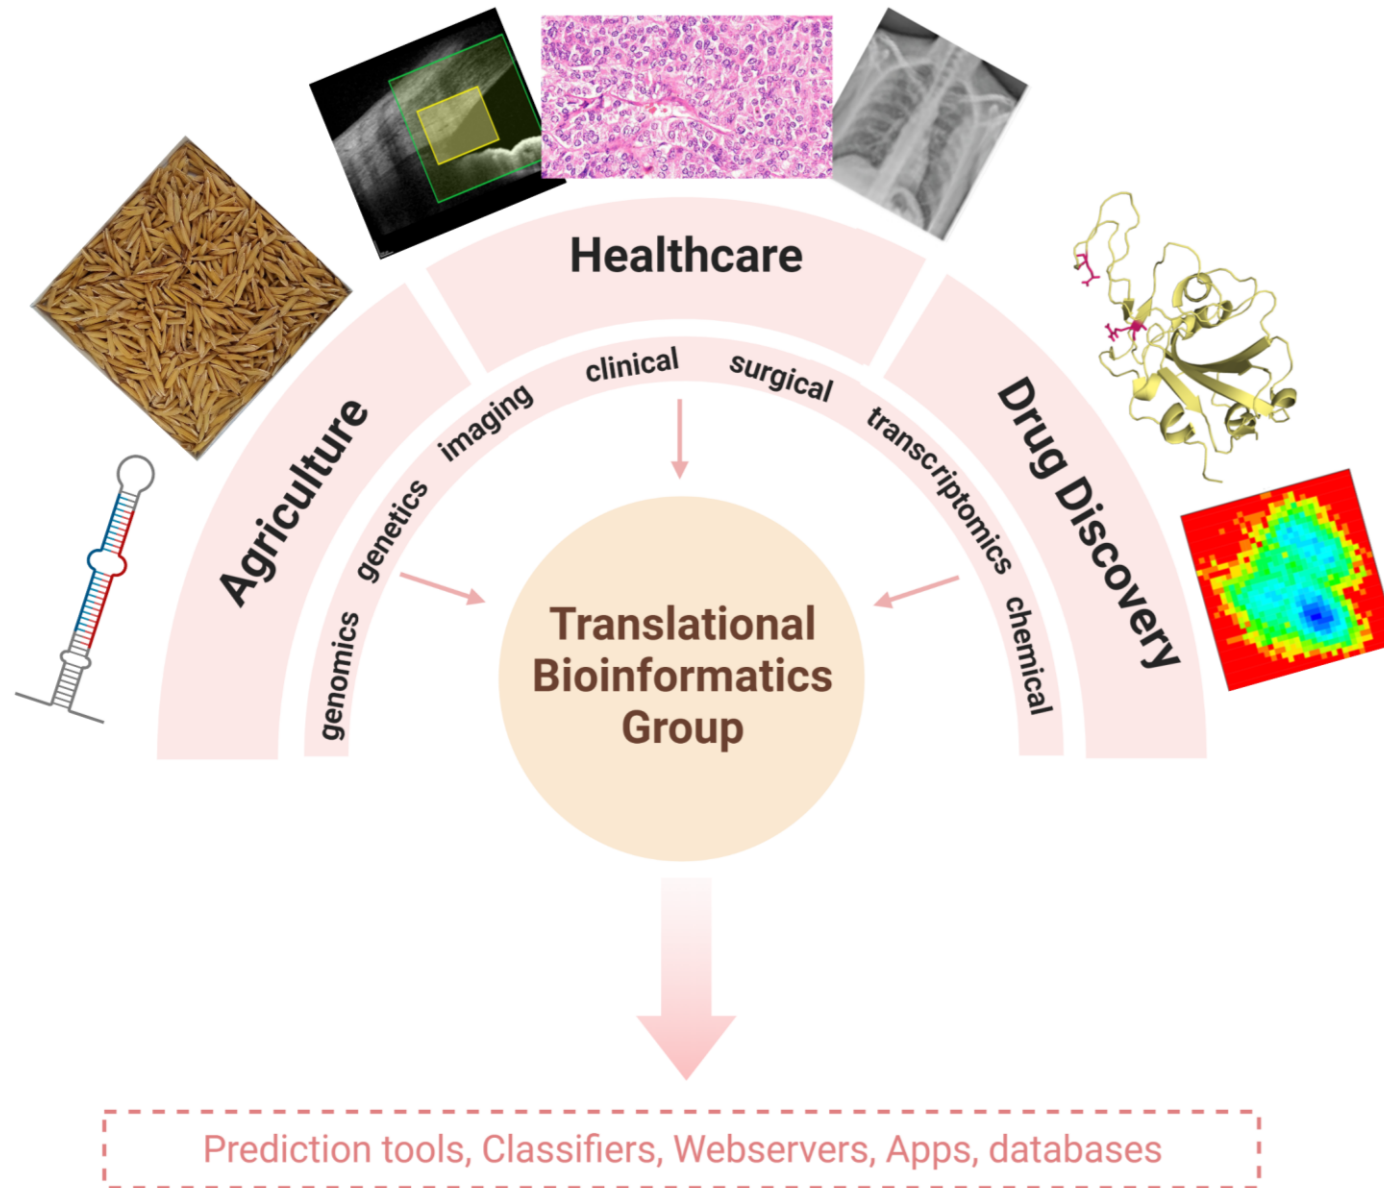 Healthcare
Agriculture
Drug Discovery
genomics
genetics
imaging
clinical
surgical
transcriptomics
chemical
Translational
Bioinformatics
Group
Prediction tools, Classifiers, Webservers, Apps, databases